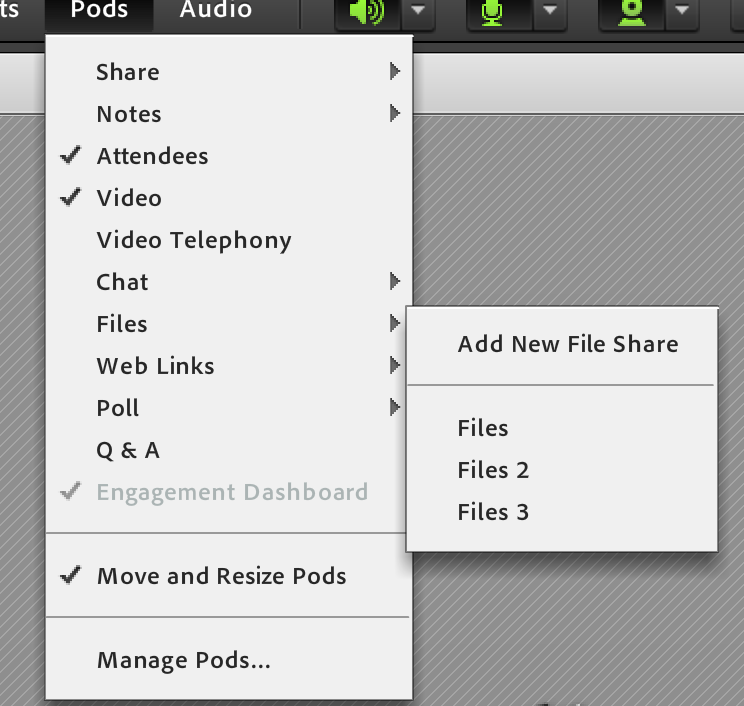 ts Pods Audio
Share
Notes
Attendees
Video
Video Telephony
Chat
Files
Web Links
Poll
Q & A
Engagement Dashboard
Move and Resize Pods
Manage Pods...
Add New File Share
Files
Files 2
Files 3